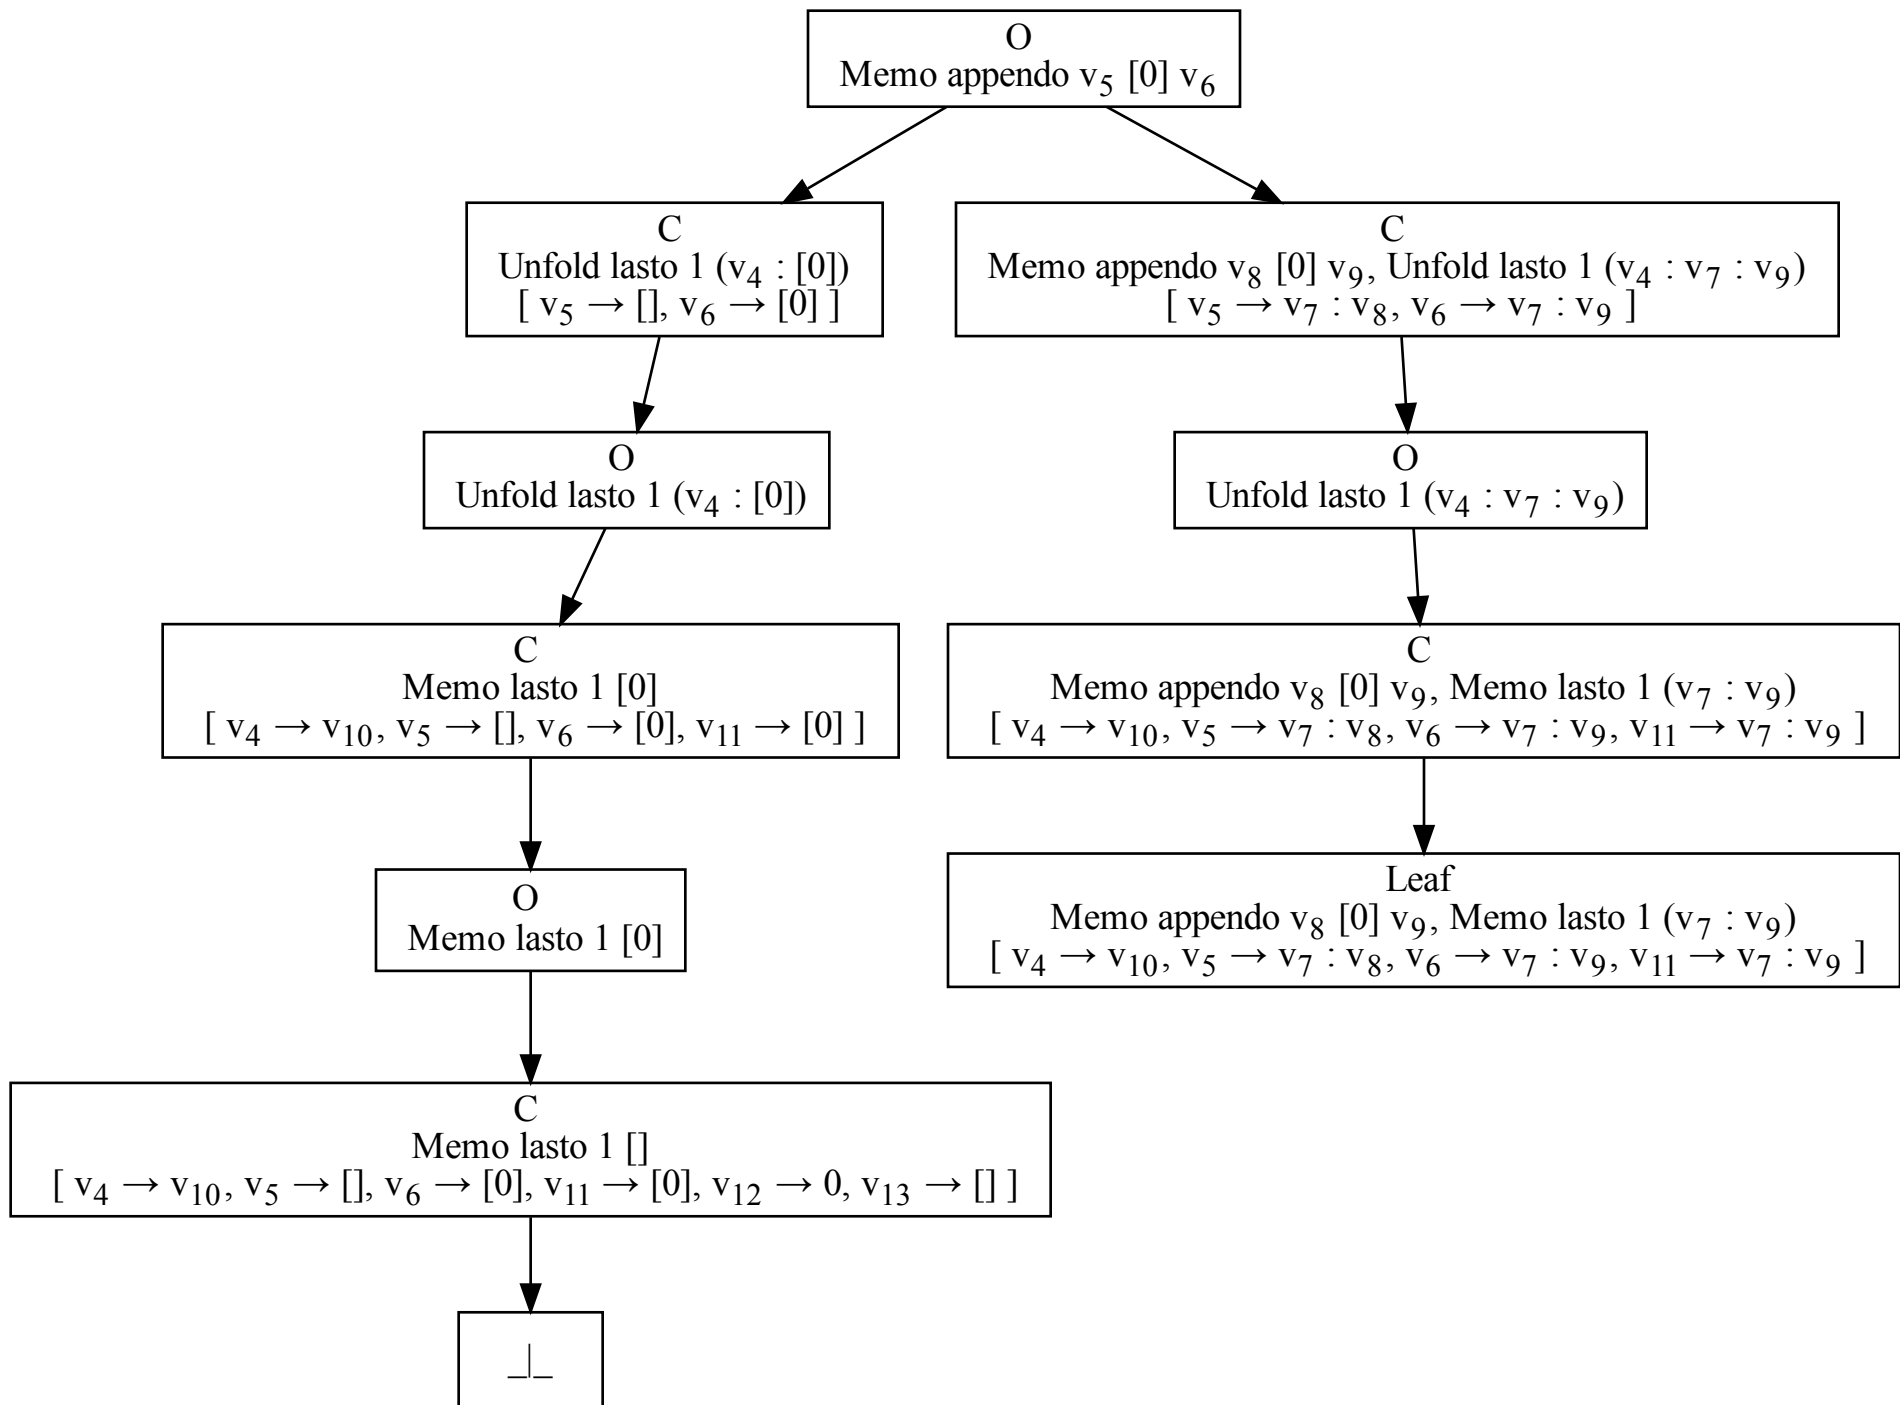 O
Memo appendo v₅ [0] v₆
C
Unfold lasto 1 (v₄ : [0])
[ v₅ → [], v₆ → [0] ]
C
Memo appendo v₈ [0] v₉, Unfold lasto 1 (v₄ : v₇ : v₉)
[ v₅ → v₇ : v₈, v₆ → v₇ : v₉ ]
O
Unfold lasto 1 (v₄ : [0])
O
Unfold lasto 1 (v₄ : v₇ : v₉)
C
Memo lasto 1 [0]
[ v₄ → v₁₀, v₅ → [], v₆ → [0], v₁₁ → [0] ]
C
Memo appendo v₈ [0] v₉, Memo lasto 1 (v₇ : v₉)
[ v₄ → v₁₀, v₅ → v₇ : v₈, v₆ → v₇ : v₉, v₁₁ → v₇ : v₉ ]
O
Memo lasto 1 [0]
Leaf
Memo appendo v₈ [0] v₉, Memo lasto 1 (v₇ : v₉)
[ v₄ → v₁₀, v₅ → v₇ : v₈, v₆ → v₇ : v₉, v₁₁ → v₇ : v₉ ]
C
Memo lasto 1 []
[ v₄ → v₁₀, v₅ → [], v₆ → [0], v₁₁ → [0], v₁₂ → 0, v₁₃ → [] ]
_|_